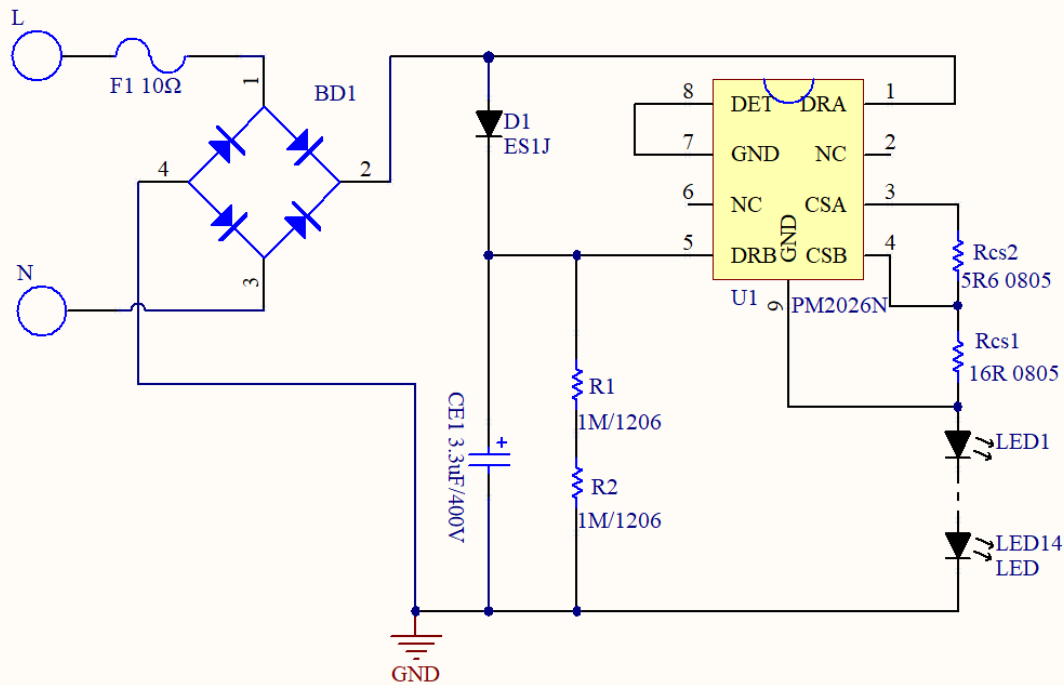 L
F1 10Ω
1
BD1
4
2
N
3
D1
ES1J
8
DET
DRA
1
7
GND
NC
2
6
NC
CSA
3
5
DRB
GND
CSB
4
U1
9
PM2026N
Rcs2
5R6 0805
Rcs1
16R 0805
CE1 3.3uF/400V
+
R1
1M/1206
R2
1M/1206
LED1
LED14
LED
GND